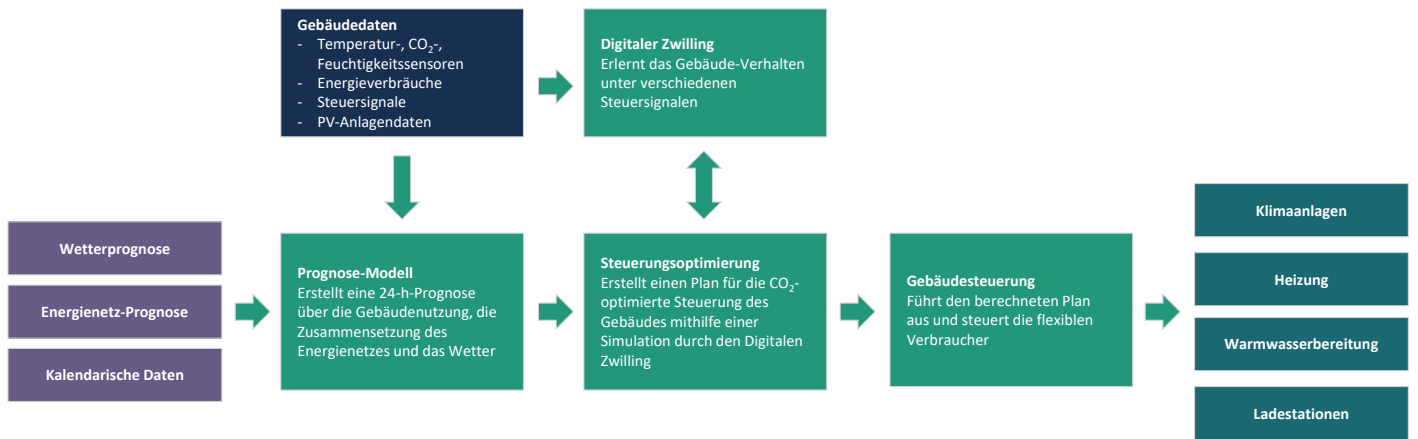 Gebäudedaten
- Temperatur-, CO₂-,
Feuchtigkeitssensoren
- Energieverbräuche
- Steuersignale
- PV-Anlagendaten
Digitaler Zwilling
Erlernt das Gebäude-Verhalten
unter verschiedenen
Steuersignalen
Wetterprognose
Energienetz-Prognose
Kalendarische Daten
Prognose-Modell
Erstellt eine 24-h-Prognose
über die Gebäudenutzung, die
Zusammensetzung des
Energienetzes und das Wetter
Steuerungsoptimierung
Erstellt einen Plan für die CO₂-
optimierte Steuerung des
Gebäudes mithilfe einer
Simulation durch den Digitalen
Zwilling
Gebäudesteuerung
Führt den berechneten Plan
aus und steuert die flexiblen
Verbraucher
Klimaanlagen
Heizung
Warmwasserbereitung
Ladestationen